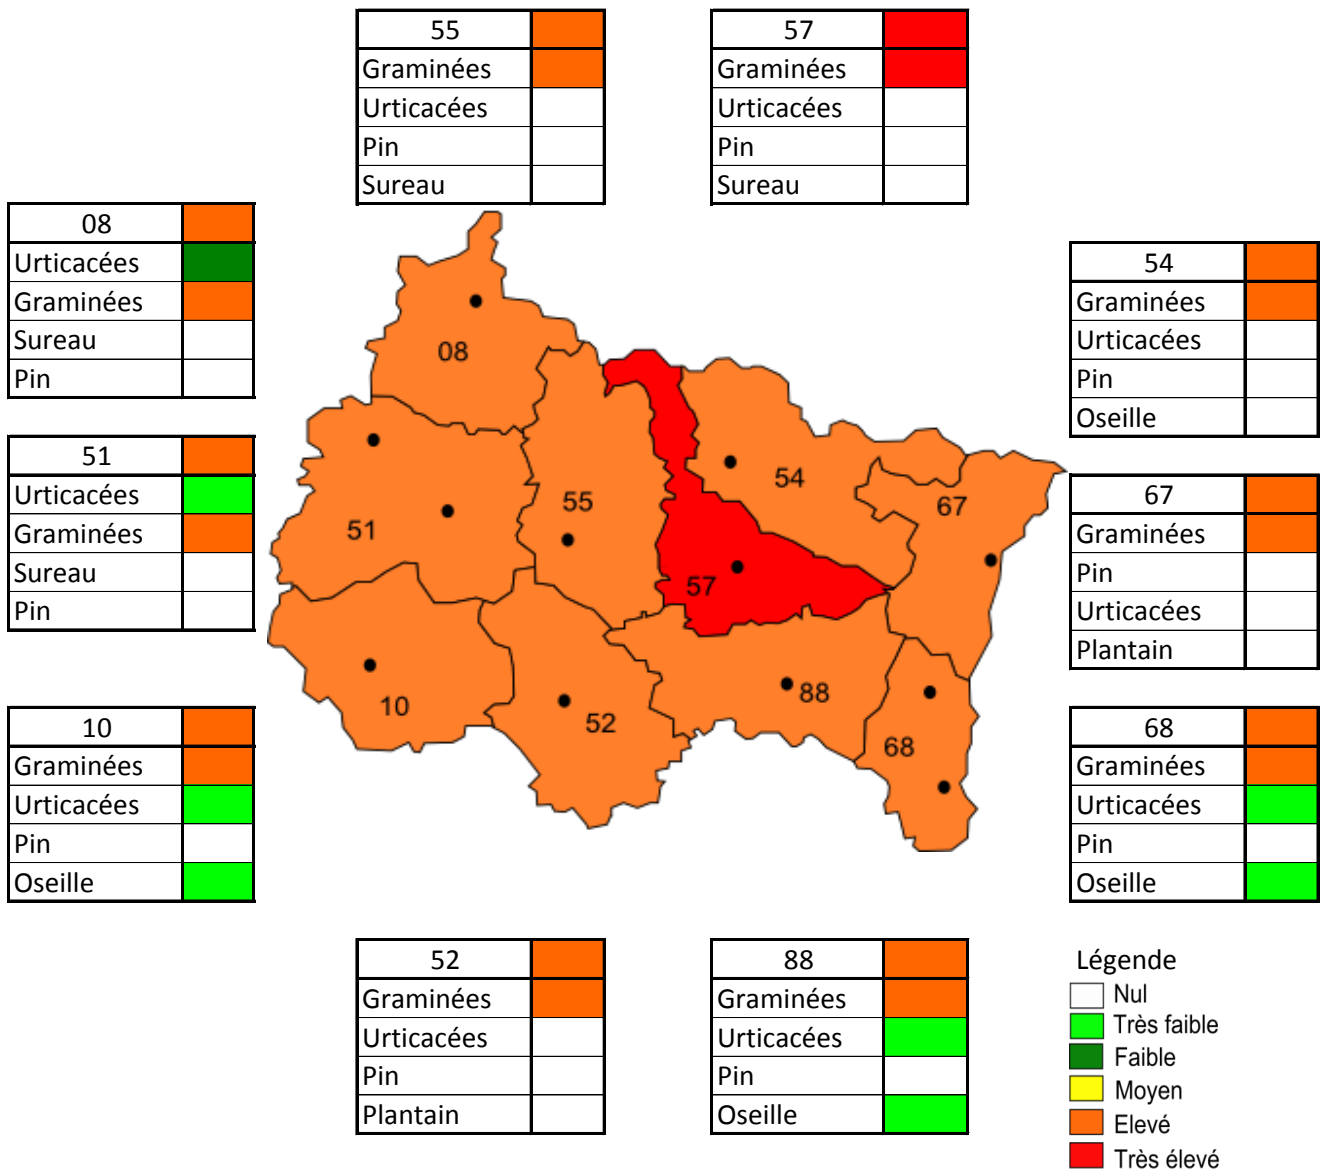 55
Graminées
Urticacées
Pin
Sureau
57
Graminées
Urticacées
Pin
Sureau
08
Urticacées
Graminées
Sureau
Pin
51
Urticacées
Graminées
Sureau
Pin
10
Graminées
Urticacées
Pin
Oseille
08
51
55
57
54
67
10
52
88
68
54
Graminées
Urticacées
Pin
Oseille
67
Graminées
Pin
Urticacées
Plantain
68
Graminées
Urticacées
Pin
Oseille
52
Graminées
Urticacées
Pin
Plantain
88
Graminées
Urticacées
Pin
Oseille
Légende
Nul
Très faible
Faible
Moyen
Elevé
Très élevé